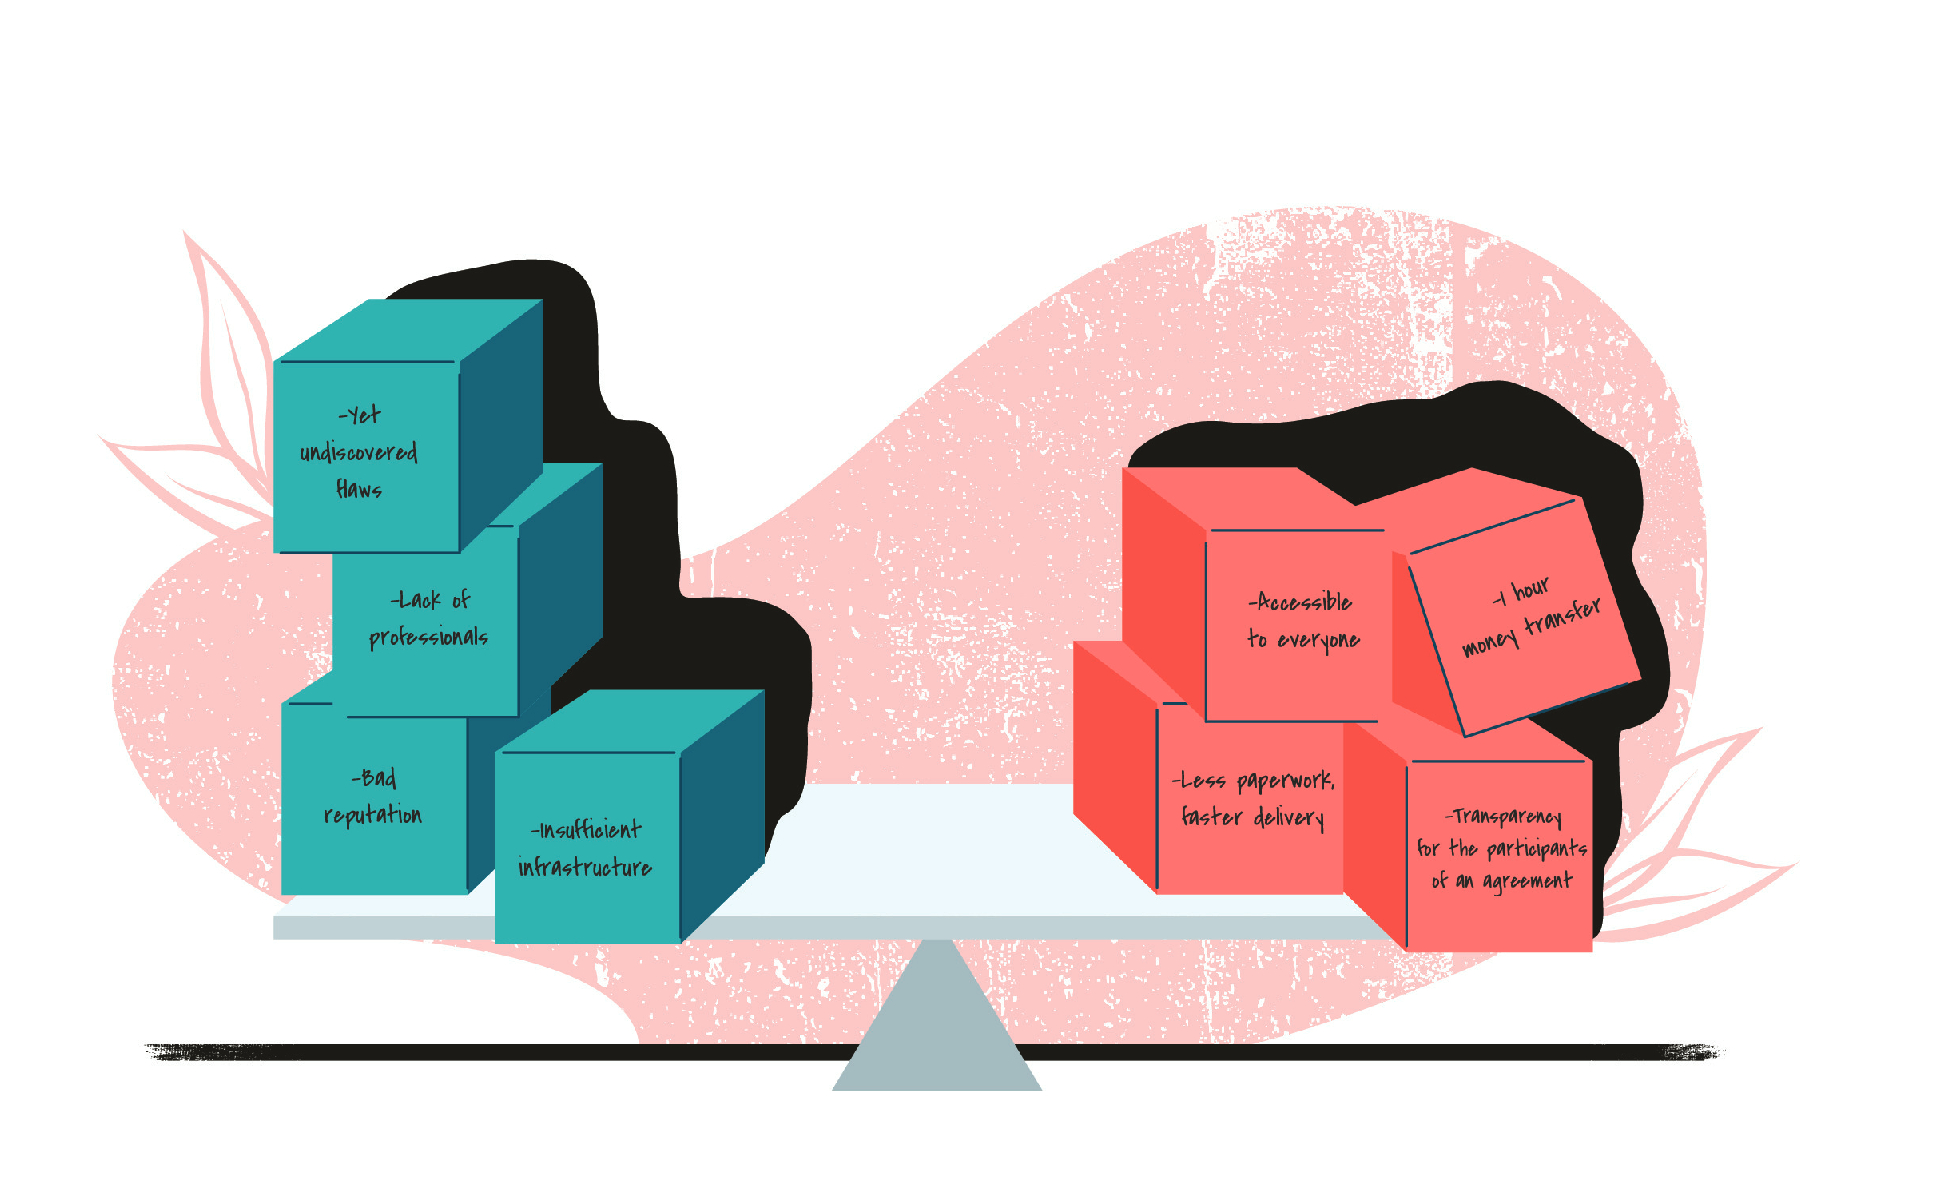 -Yet
undiscovered
flaws
-Lack of
professionals
-Bad
reputation
-Insufficient
infrastructure
-Accessible
to everyone
-1 hour
money transfer
-Less paperwork,
faster delivery
-Transparency
for the participants
of an agreement